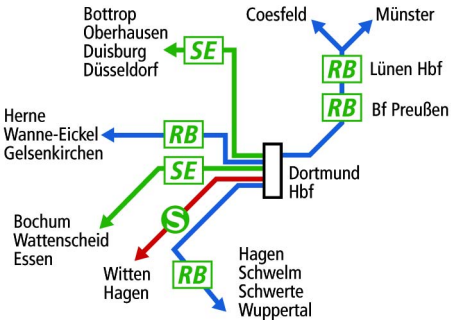 Bottrop
Oberhausen
Duisburg
Düsseldorf
SE
Coesfeld
Münster
RB
Lünen Hbf
RB
Bf Preußen
Herne
Wanne-Eickel
Gelsenkirchen
RB
SE
Dortmund
Hbf
Bochum
Wattenscheid
Essen
S
Witten
Hagen
RB
Hagen
Schwelm
Schwerte
Wuppertal